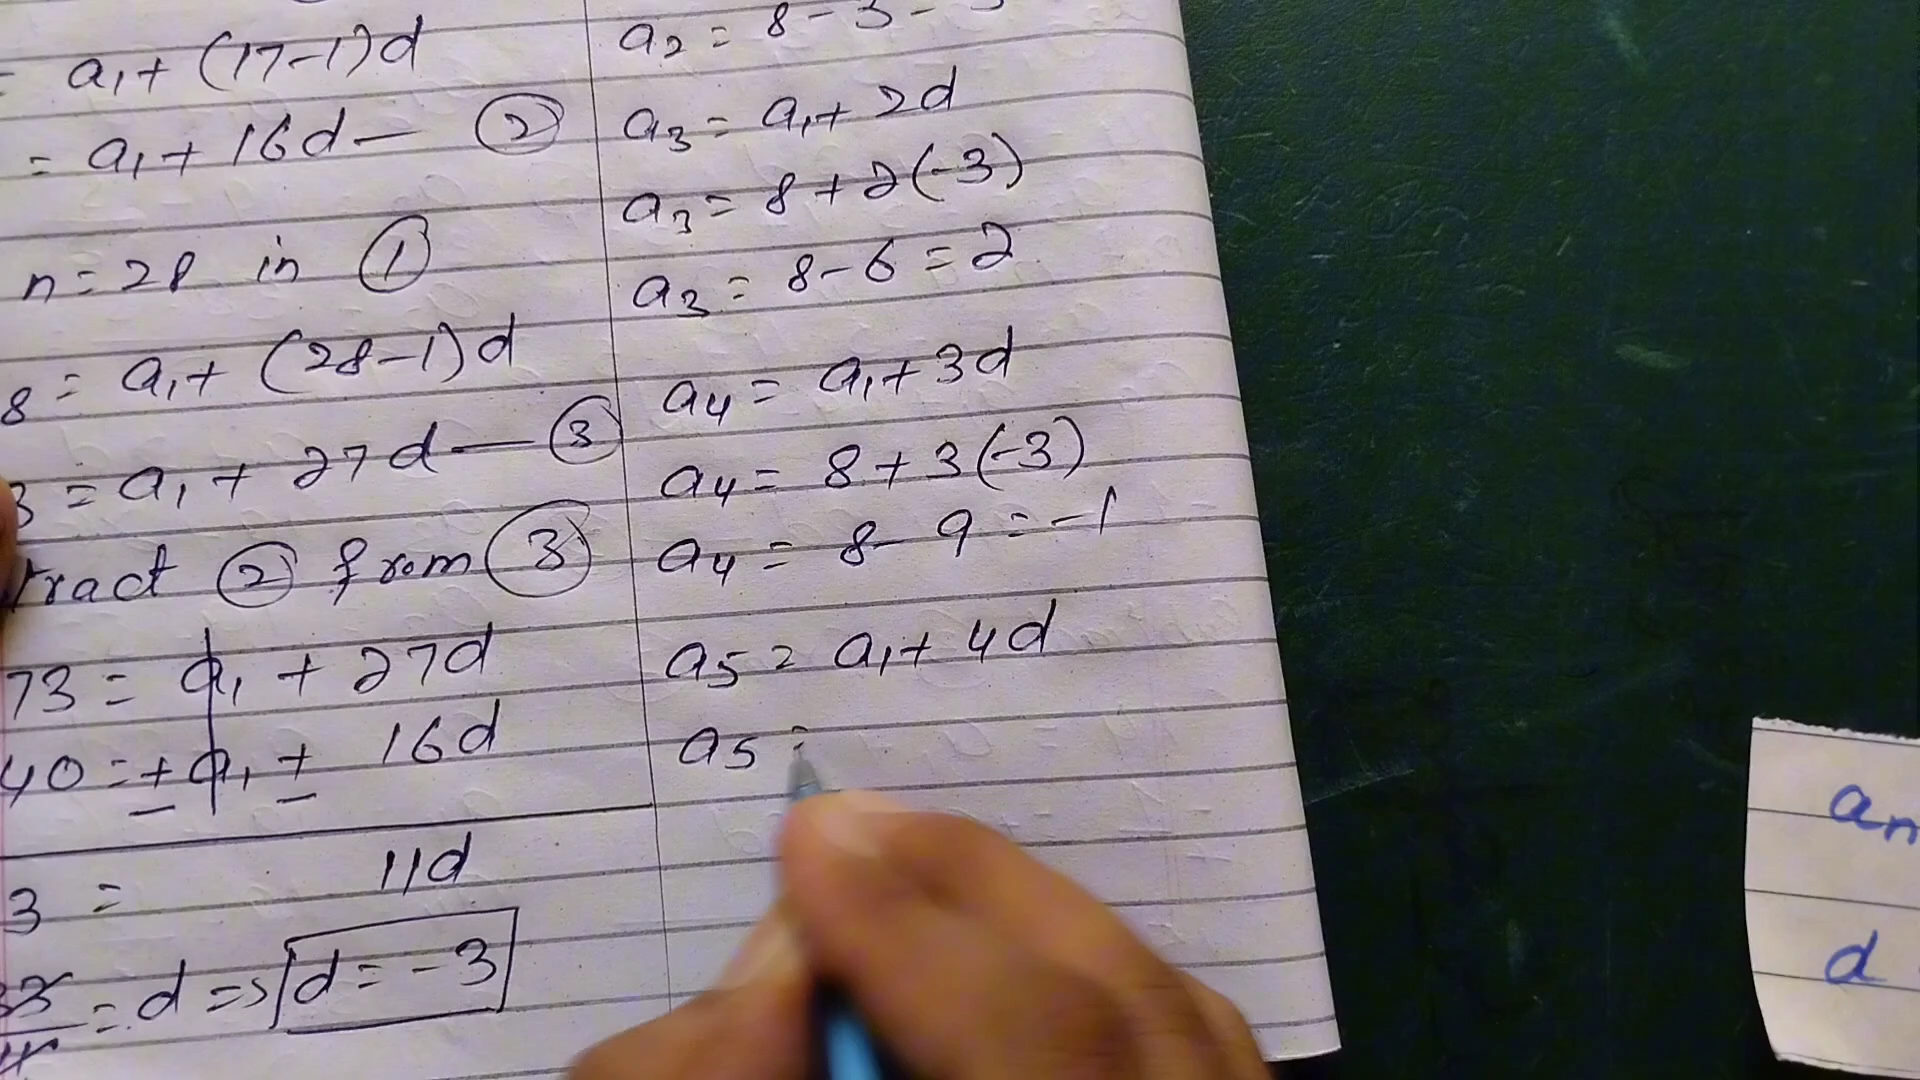 = a₁ + (17-1)d
= a₁ + 16d — ②
n = 28 in ①
8 = a₁ + (28-1)d
3 = a₁ + 27d — ③
tract ② from ③
73 = a₁ + 27d
40 = ± a₁ ± 16d
3 = 11d
33 = d => d = -3
11
a₂ = 8 - 3 =
a₃ = a₁ + 2d
a₃ = 8 + 2(-3)
a₃ = 8 - 6 = 2
a₄ = a₁ + 3d
a₄ = 8 + 3(-3)
a₄ = 8 - 9 = -1
a₅ = a₁ + 4d
a₅ =
an
d